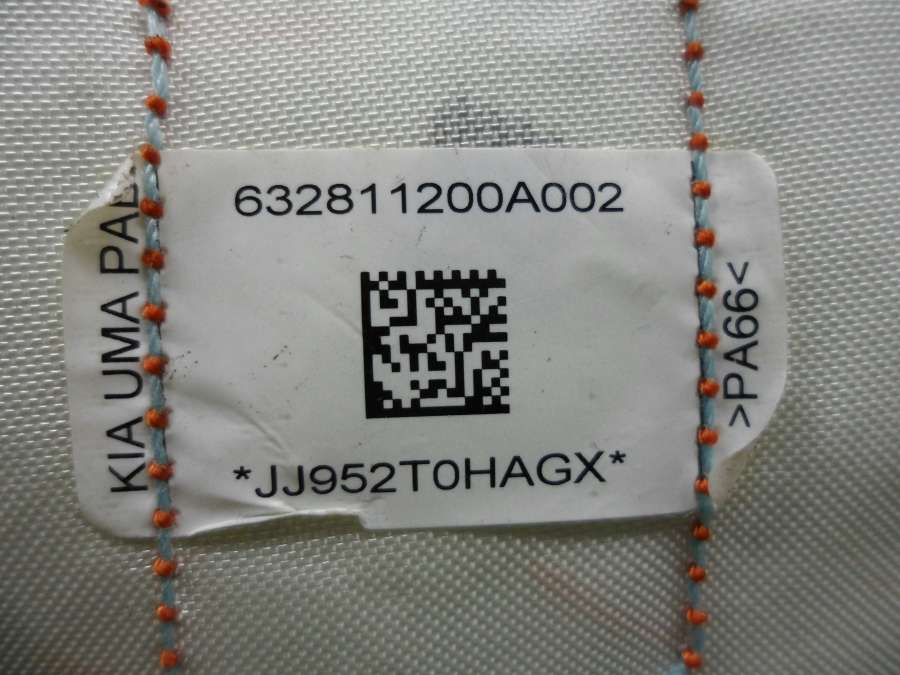 632811200A002
KIA UMA PAB
>PA66<
*JJ952T0HAGX*